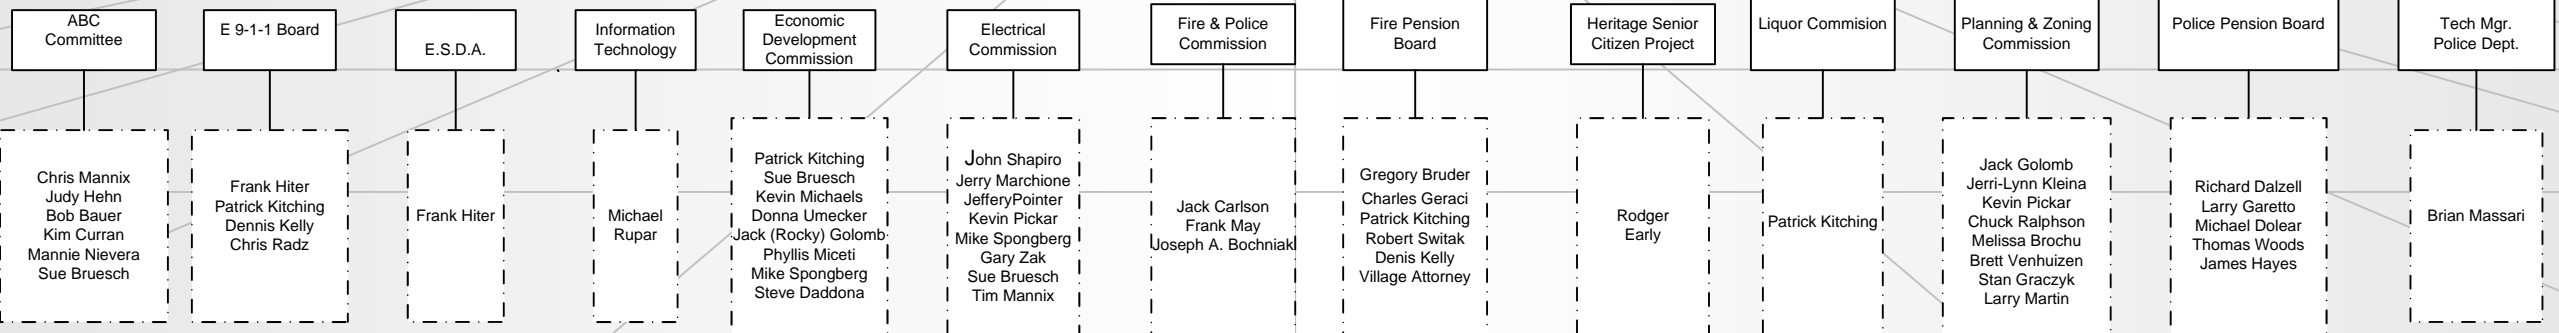 ABC
Committee
Chris Mannix
Judy Hehn
Bob Bauer
Kim Curran
Mannie Nievera
Sue Bruesch
E 9-1-1 Board
Frank Hiter
Patrick Kitching
Dennis Kelly
Chris Radz
E.S.D.A.
Frank Hiter
Information
Technology
Michael
Rupar
Economic
Development
Commission
Patrick Kitching
Sue Bruesch
Kevin Michaels
Donna Umecker
Jack (Rocky) Golomb
Phyllis Miceti
Mike Spongberg
Steve Daddona
Electrical
Commission
John Shapiro
Jerry Marchione
JefferyPointer
Kevin Pickar
Mike Spongberg
Gary Zak
Sue Bruesch
Tim Mannix
Fire & Police
Commission
Jack Carlson
Frank May
Joseph A. Bochniak
Fire Pension
Board
Gregory Bruder
Charles Geraci
Patrick Kitching
Robert Switak
Denis Kelly
Village Attorney
Heritage Senior
Citizen Project
Rodger
Early
Liquor Commision
Patrick Kitching
Planning & Zoning
Commission
Jack Golomb
Jerri-Lynn Kleina
Kevin Pickar
Chuck Ralphson
Melissa Brochu
Brett Venhuizen
Stan Graczyk
Larry Martin
Police Pension Board
Richard Dalzell
Larry Garetto
Michael Dolear
Thomas Woods
James Hayes
Tech Mgr.
Police Dept.
Brian Massari